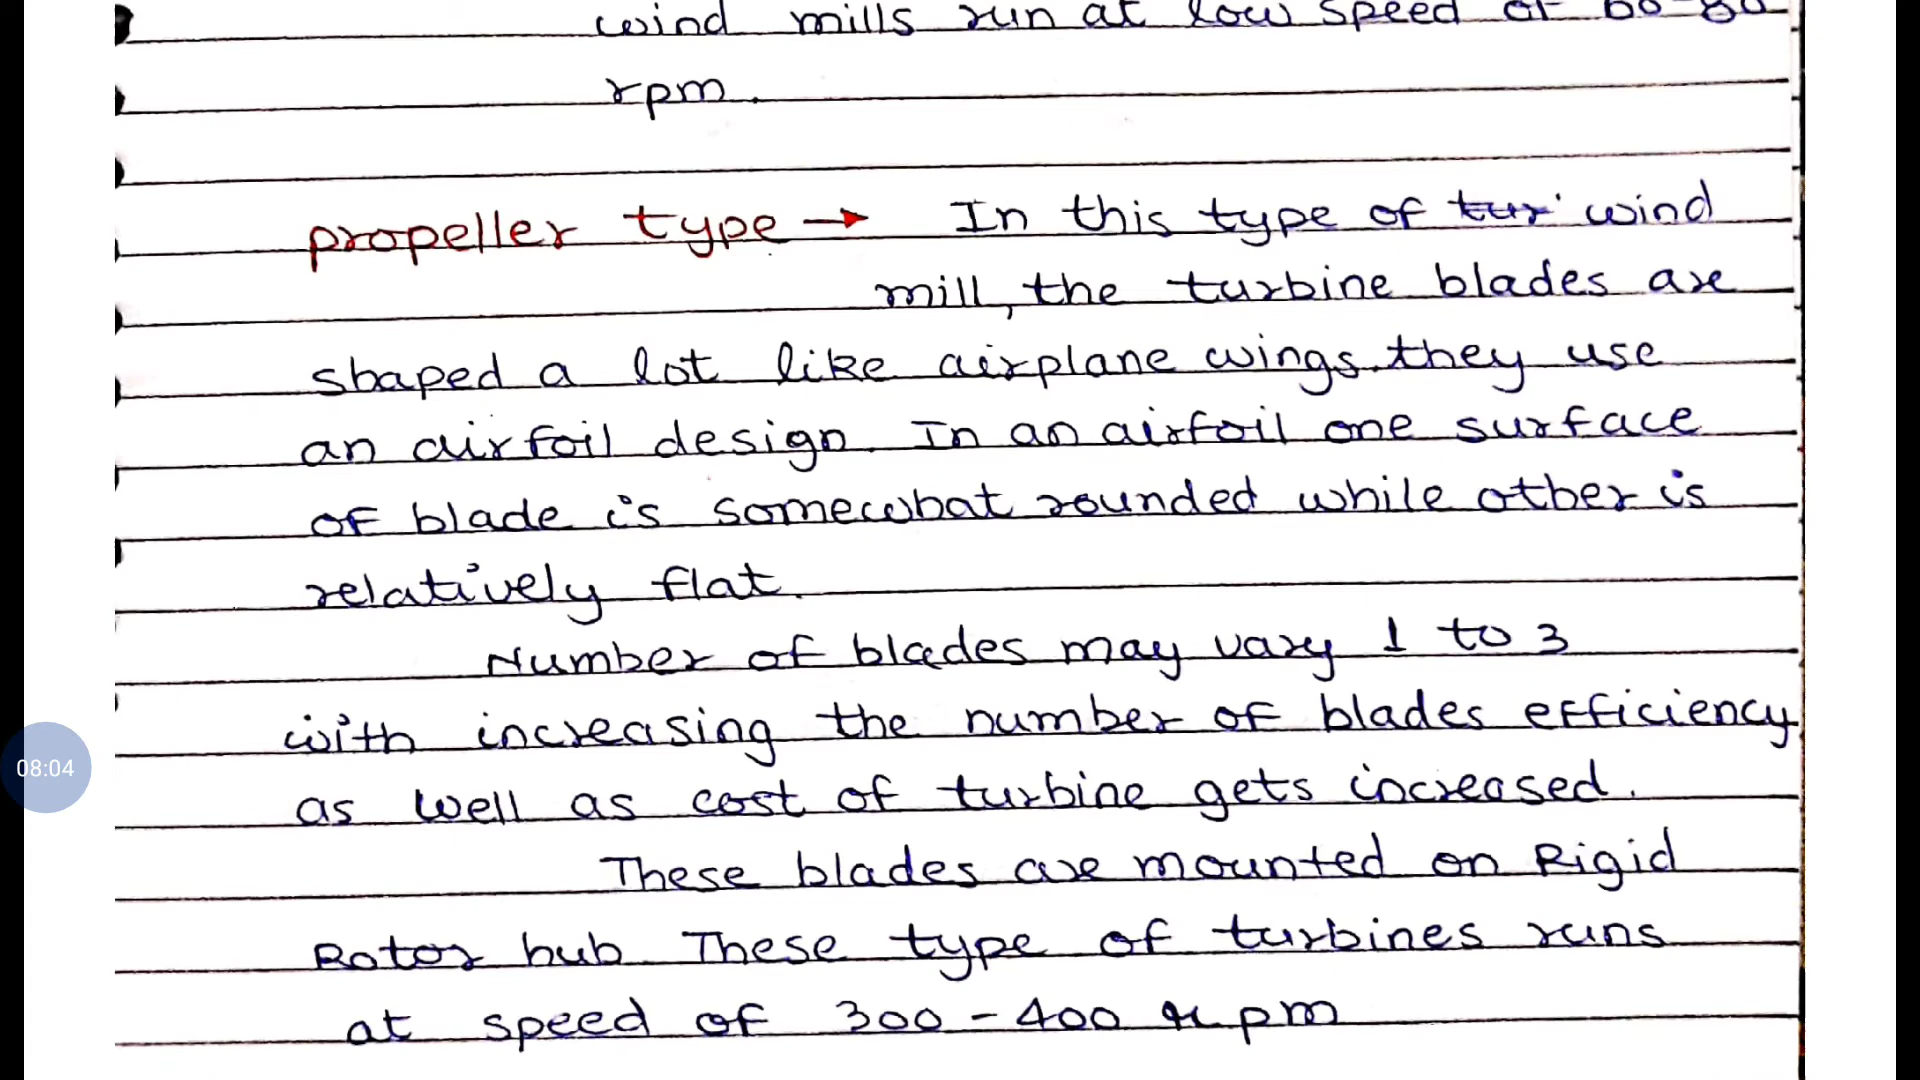 wind mills run at low speed of 60-80
rpm.
propeller type → In this type of tur wind
mill, the turbine blades are
shaped a lot like airplane wings. they use
an airfoil design. In an airfoil one surface
of blade is somewhat rounded while other is
relatively flat.
Number of blades may vary 1 to 3
with increasing the number of blades efficiency
as well as cost of turbine gets increased.
These blades are mounted on Rigid
Rotor hub. These type of turbines runs
at speed of 300-400 rpm
08:04